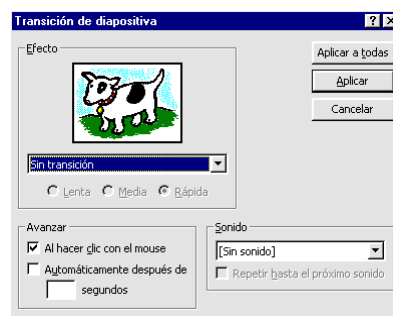 Transición de diapositiva
Efecto
Aplicar a todas
Aplicar
Cancelar
Sin transición
Lenta Media Rápida
Avanzar
Al hacer clic con el mouse
Automáticamente después de
segundos
Sonido
[Sin sonido]
Repetir hasta el próximo sonido